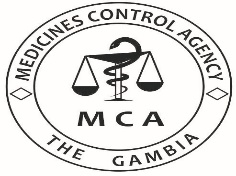 MEDICINES CONTROL AGENCY
MCA
THE GAMBIA